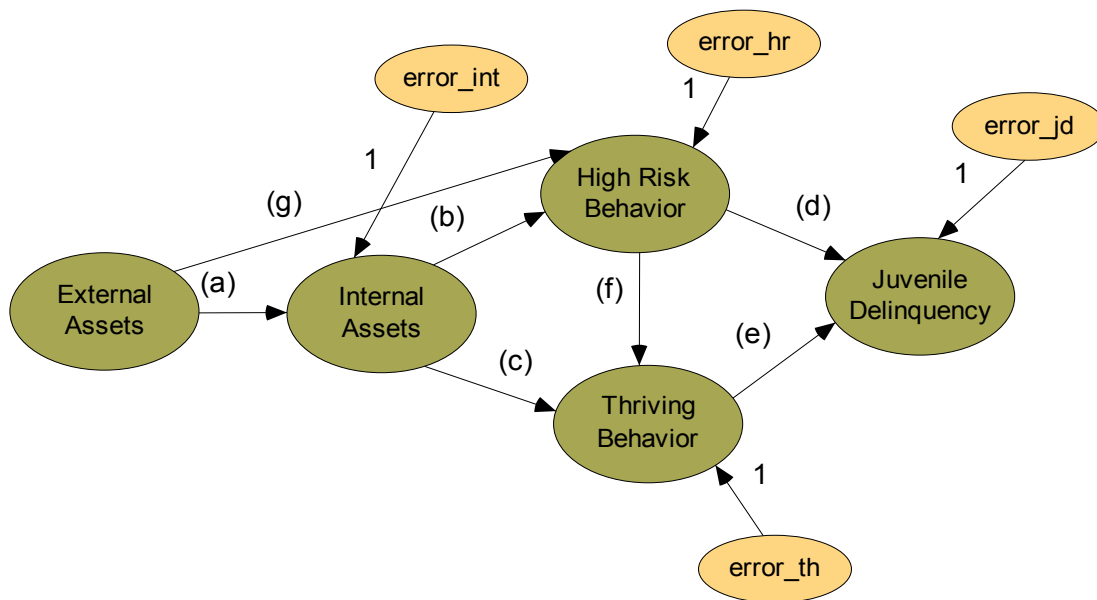 error_hr
error_int
1
error_jd
1
1
High Risk
Behavior
(g)
(b)
(d)
External
Assets
(a)
Internal
Assets
(f)
Juvenile
Delinquency
(c)
(e)
Thriving
Behavior
1
error_th